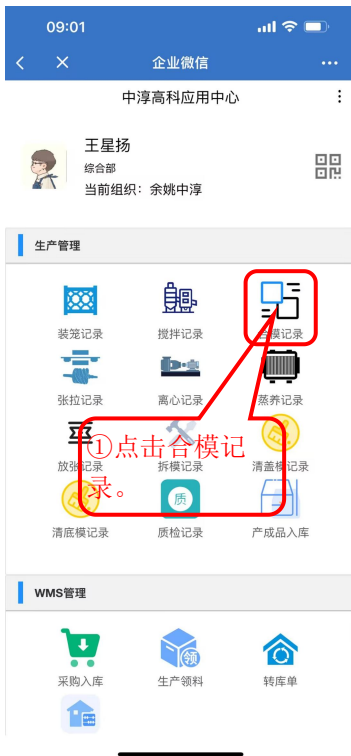 09:01
企业微信
中淳高科应用中心
王星扬
综合部
当前组织：余姚中淳
生产管理
装笼记录 搅拌记录 合模记录
张拉记录 离心记录 蒸养记录
①点击合模记
录。
放张记录 拆模记录 清盖模记录
质
清底模记录 质检记录 产成品入库
WMS管理
领
采购入库 生产领料 转库单